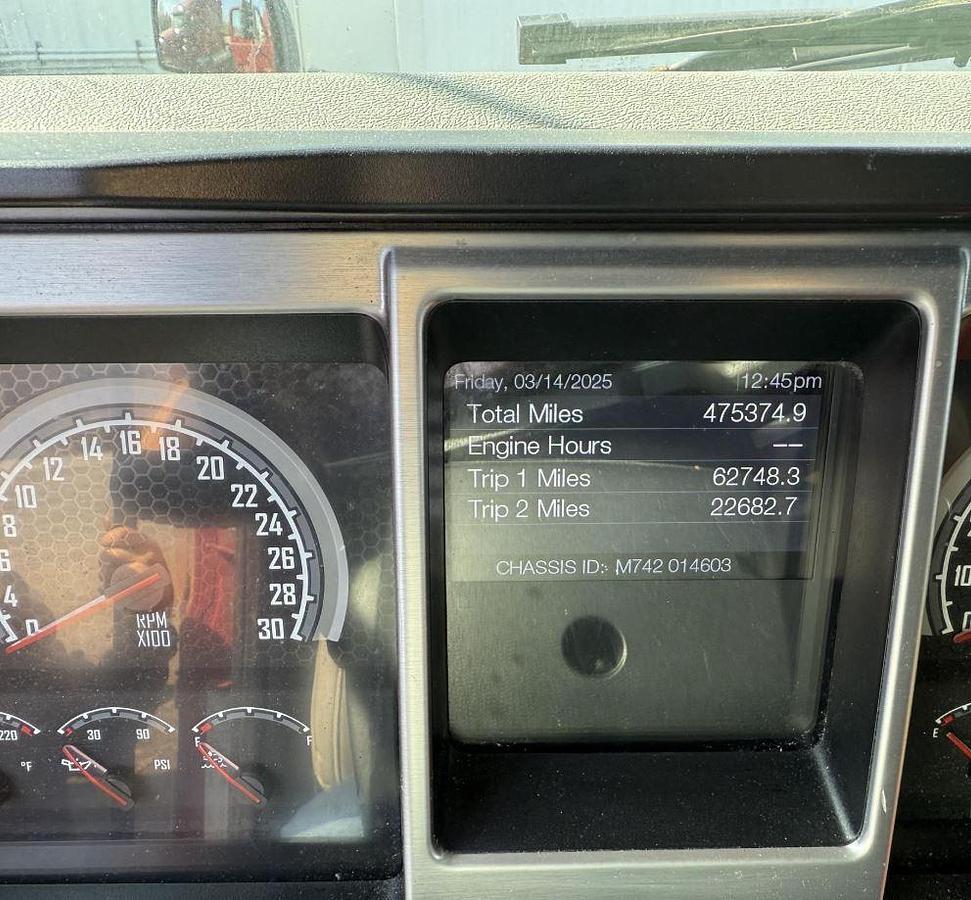 Friday, 03/14/2025 12:45pm
Total Miles 475374.9
Engine Hours --
Trip 1 Miles 62748.3
Trip 2 Miles 22682.7
CHASSIS ID: M742 014603
0 4 6 8 10 12 14 16 18 20 22 24 26 28 30
RPM
X100
220
°F
30 90
PSI
E F
E
10
0